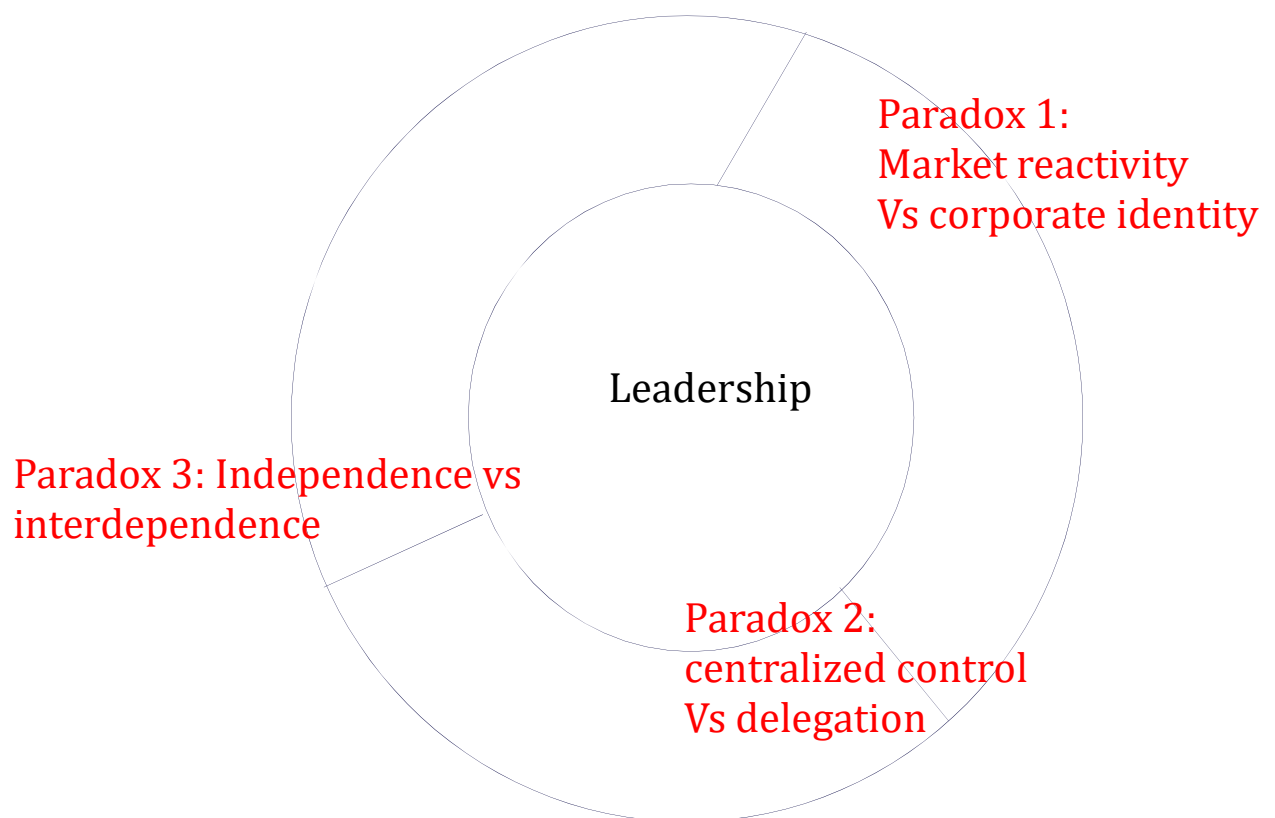 Paradox 1:
Market reactivity
Vs corporate identity
Leadership
Paradox 3: Independence vs
interdependence
Paradox 2:
centralized control
Vs delegation